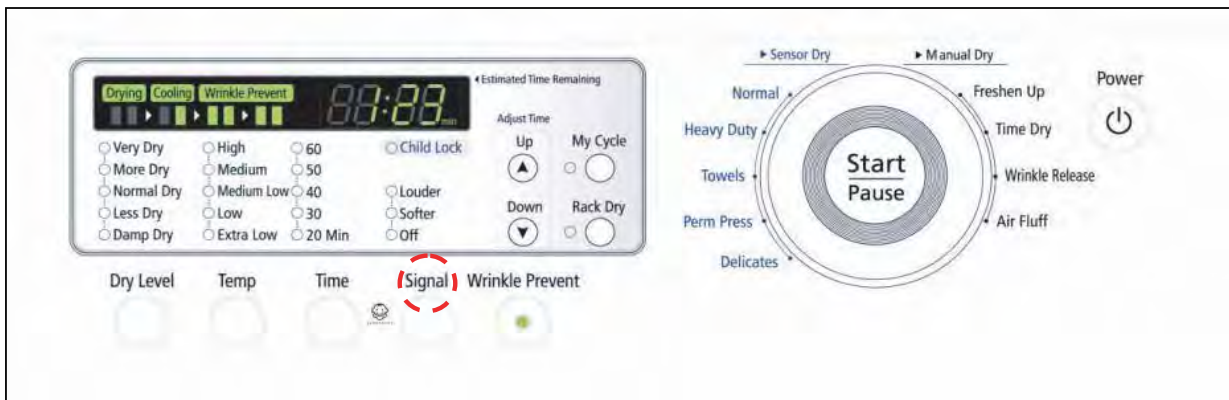 Drying Cooling Wrinkle Prevent
1:23 min
Estimated Time Remaining
Very Dry
More Dry
Normal Dry
Less Dry
Damp Dry
High
Medium
Medium Low
Low
Extra Low
60
50
40
30
20 Min
Child Lock
Louder
Softer
Off
Adjust Time
Up
Down
My Cycle
Rack Dry
Dry Level
Temp
Time
Signal
Wrinkle Prevent
Sensor Dry
Normal
Heavy Duty
Towels
Perm Press
Delicates
Manual Dry
Freshen Up
Time Dry
Wrinkle Release
Air Fluff
Start
Pause
Power